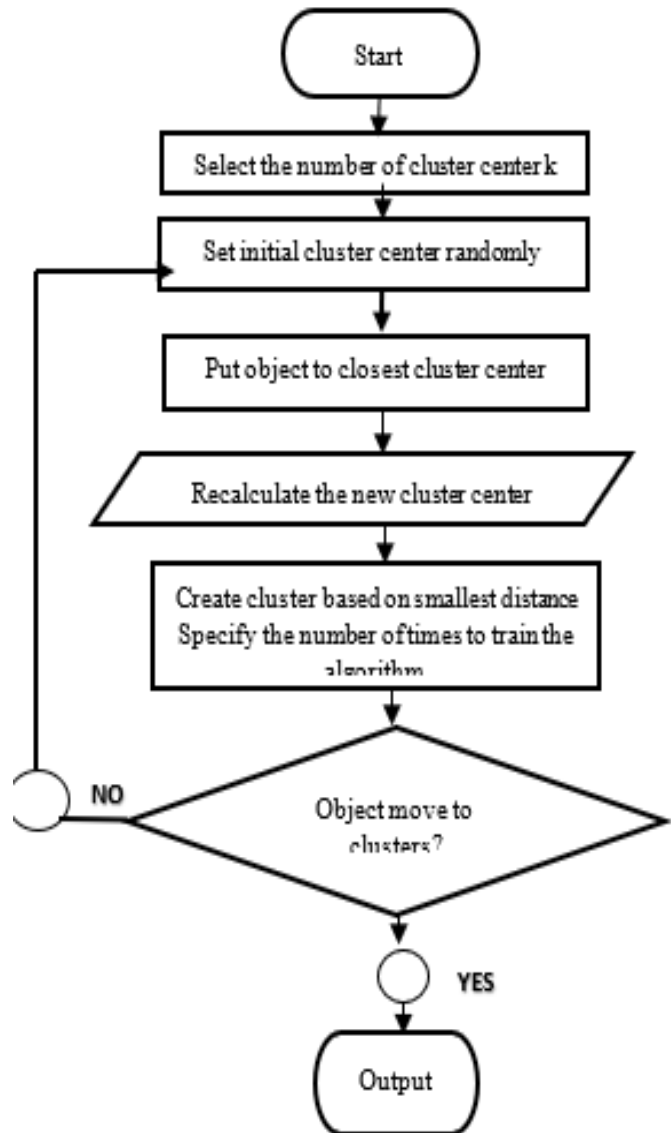 Start
Select the number of cluster center k
Set initial cluster center randomly
Put object to closest cluster center
Recalculate the new cluster center
Create cluster based on smallest distance
Specify the number of times to train the
algorithm
Object move to
clusters?
NO
YES
Output